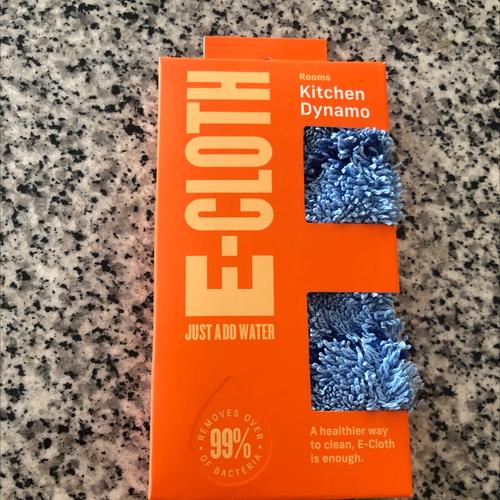 E-CLOTH
JUST ADD WATER
Rooms
Kitchen
Dynamo
REMOVES OVER
99%
OF BACTERIA
A healthier way
to clean, E-Cloth
is enough.